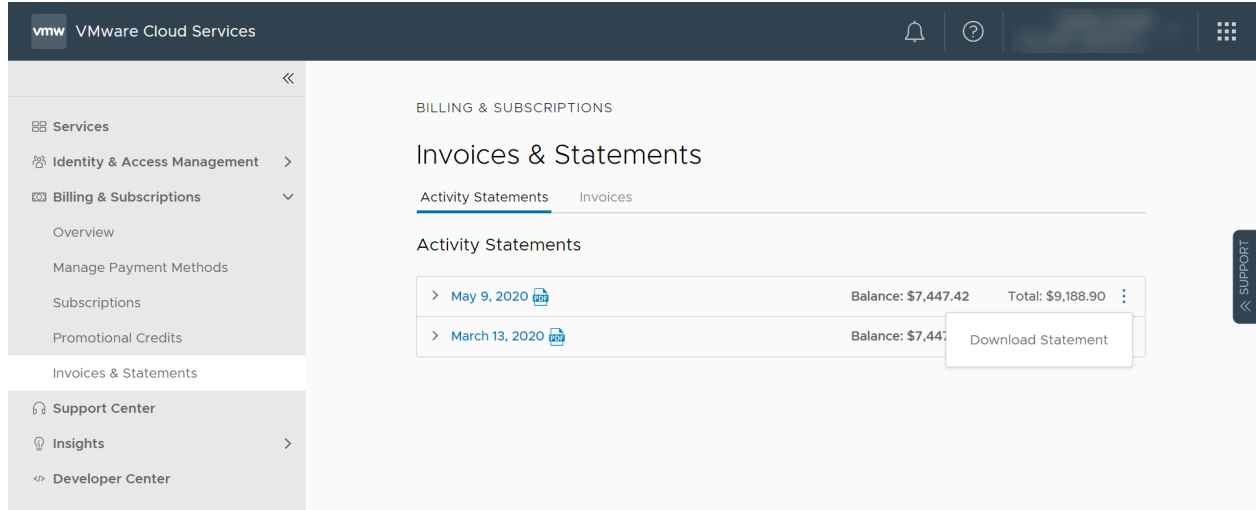 vmw VMware Cloud Services
Services
Identity & Access Management
Billing & Subscriptions
Overview
Manage Payment Methods
Subscriptions
Promotional Credits
Invoices & Statements
Support Center
Insights
Developer Center
BILLING & SUBSCRIPTIONS
Invoices & Statements
Activity Statements Invoices
Activity Statements
May 9, 2020 PDF Balance: $7,447.42 Total: $9,188.90
March 13, 2020 PDF Balance: $7,447
Download Statement
SUPPORT